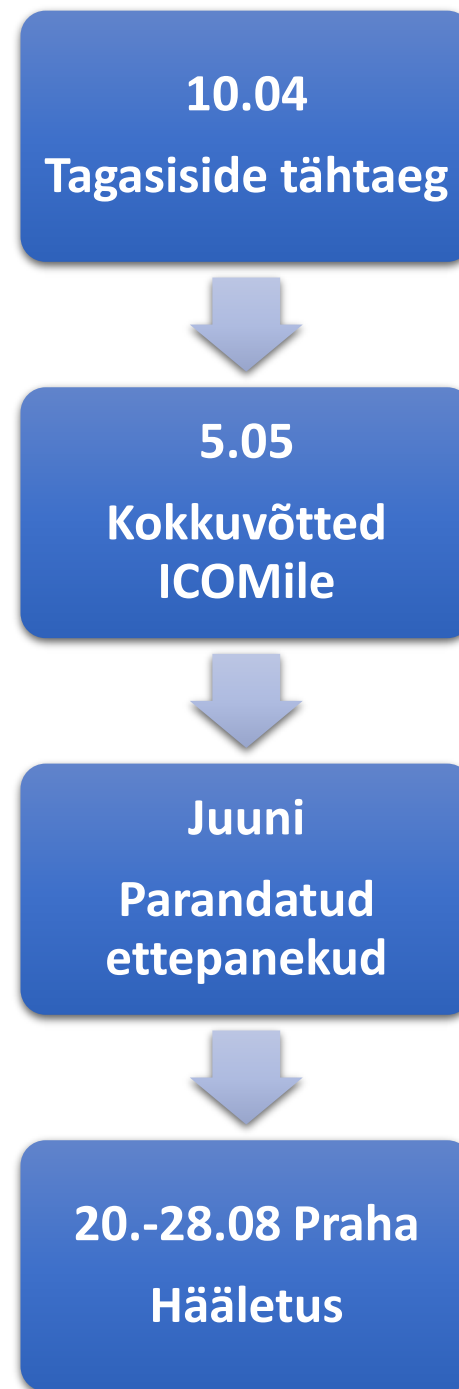 10.04
Tagasiside tähtaeg
5.05
Kokkuvõtted
ICOMile
Juuni
Parandatud
ettepanekud
20.-28.08 Praha
Hääletus